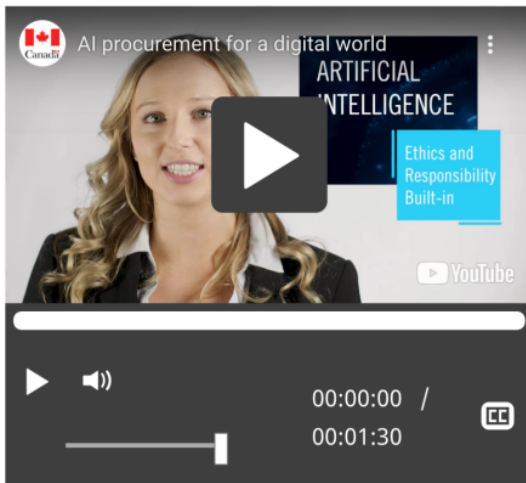 Canada
AI procurement for a digital world
ARTIFICIAL
INTELLIGENCE
Ethics and
Responsibility
Built-in
YouTube
00:00:00 /
00:01:30
CC